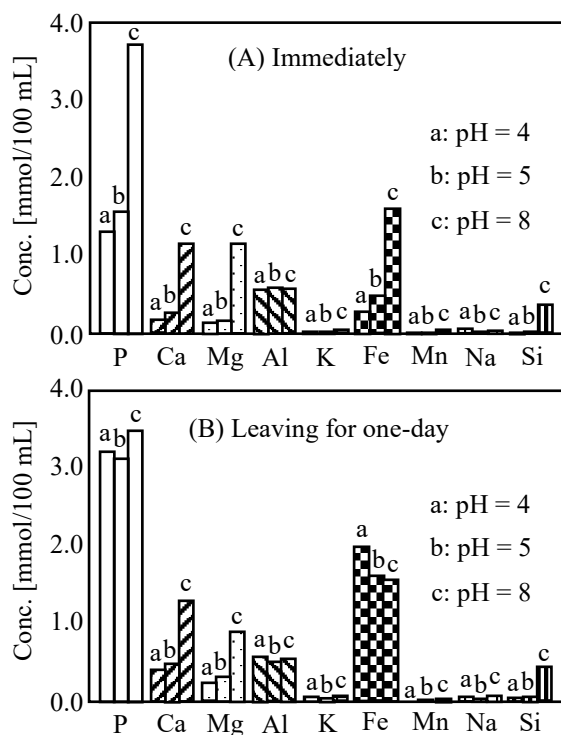 4.0
(A) Immediately
c
3.0
a: pH = 4
b: pH = 5
c: pH = 8
2.0
a b
1.0
a b c
a b c
a b c
a b c
a b c
a b c
a b c
a b c
0.0
Conc. [mmol/100 mL]
P Ca Mg Al K Fe Mn Na Si
4.0
(B) Leaving for one-day
a b c
3.0
a: pH = 4
b: pH = 5
c: pH = 8
2.0
a b c
1.0
a b c
a b c
a b c
a b c
a b c
a b c
a b c
0.0
Conc. [mmol/100 mL]
P Ca Mg Al K Fe Mn Na Si